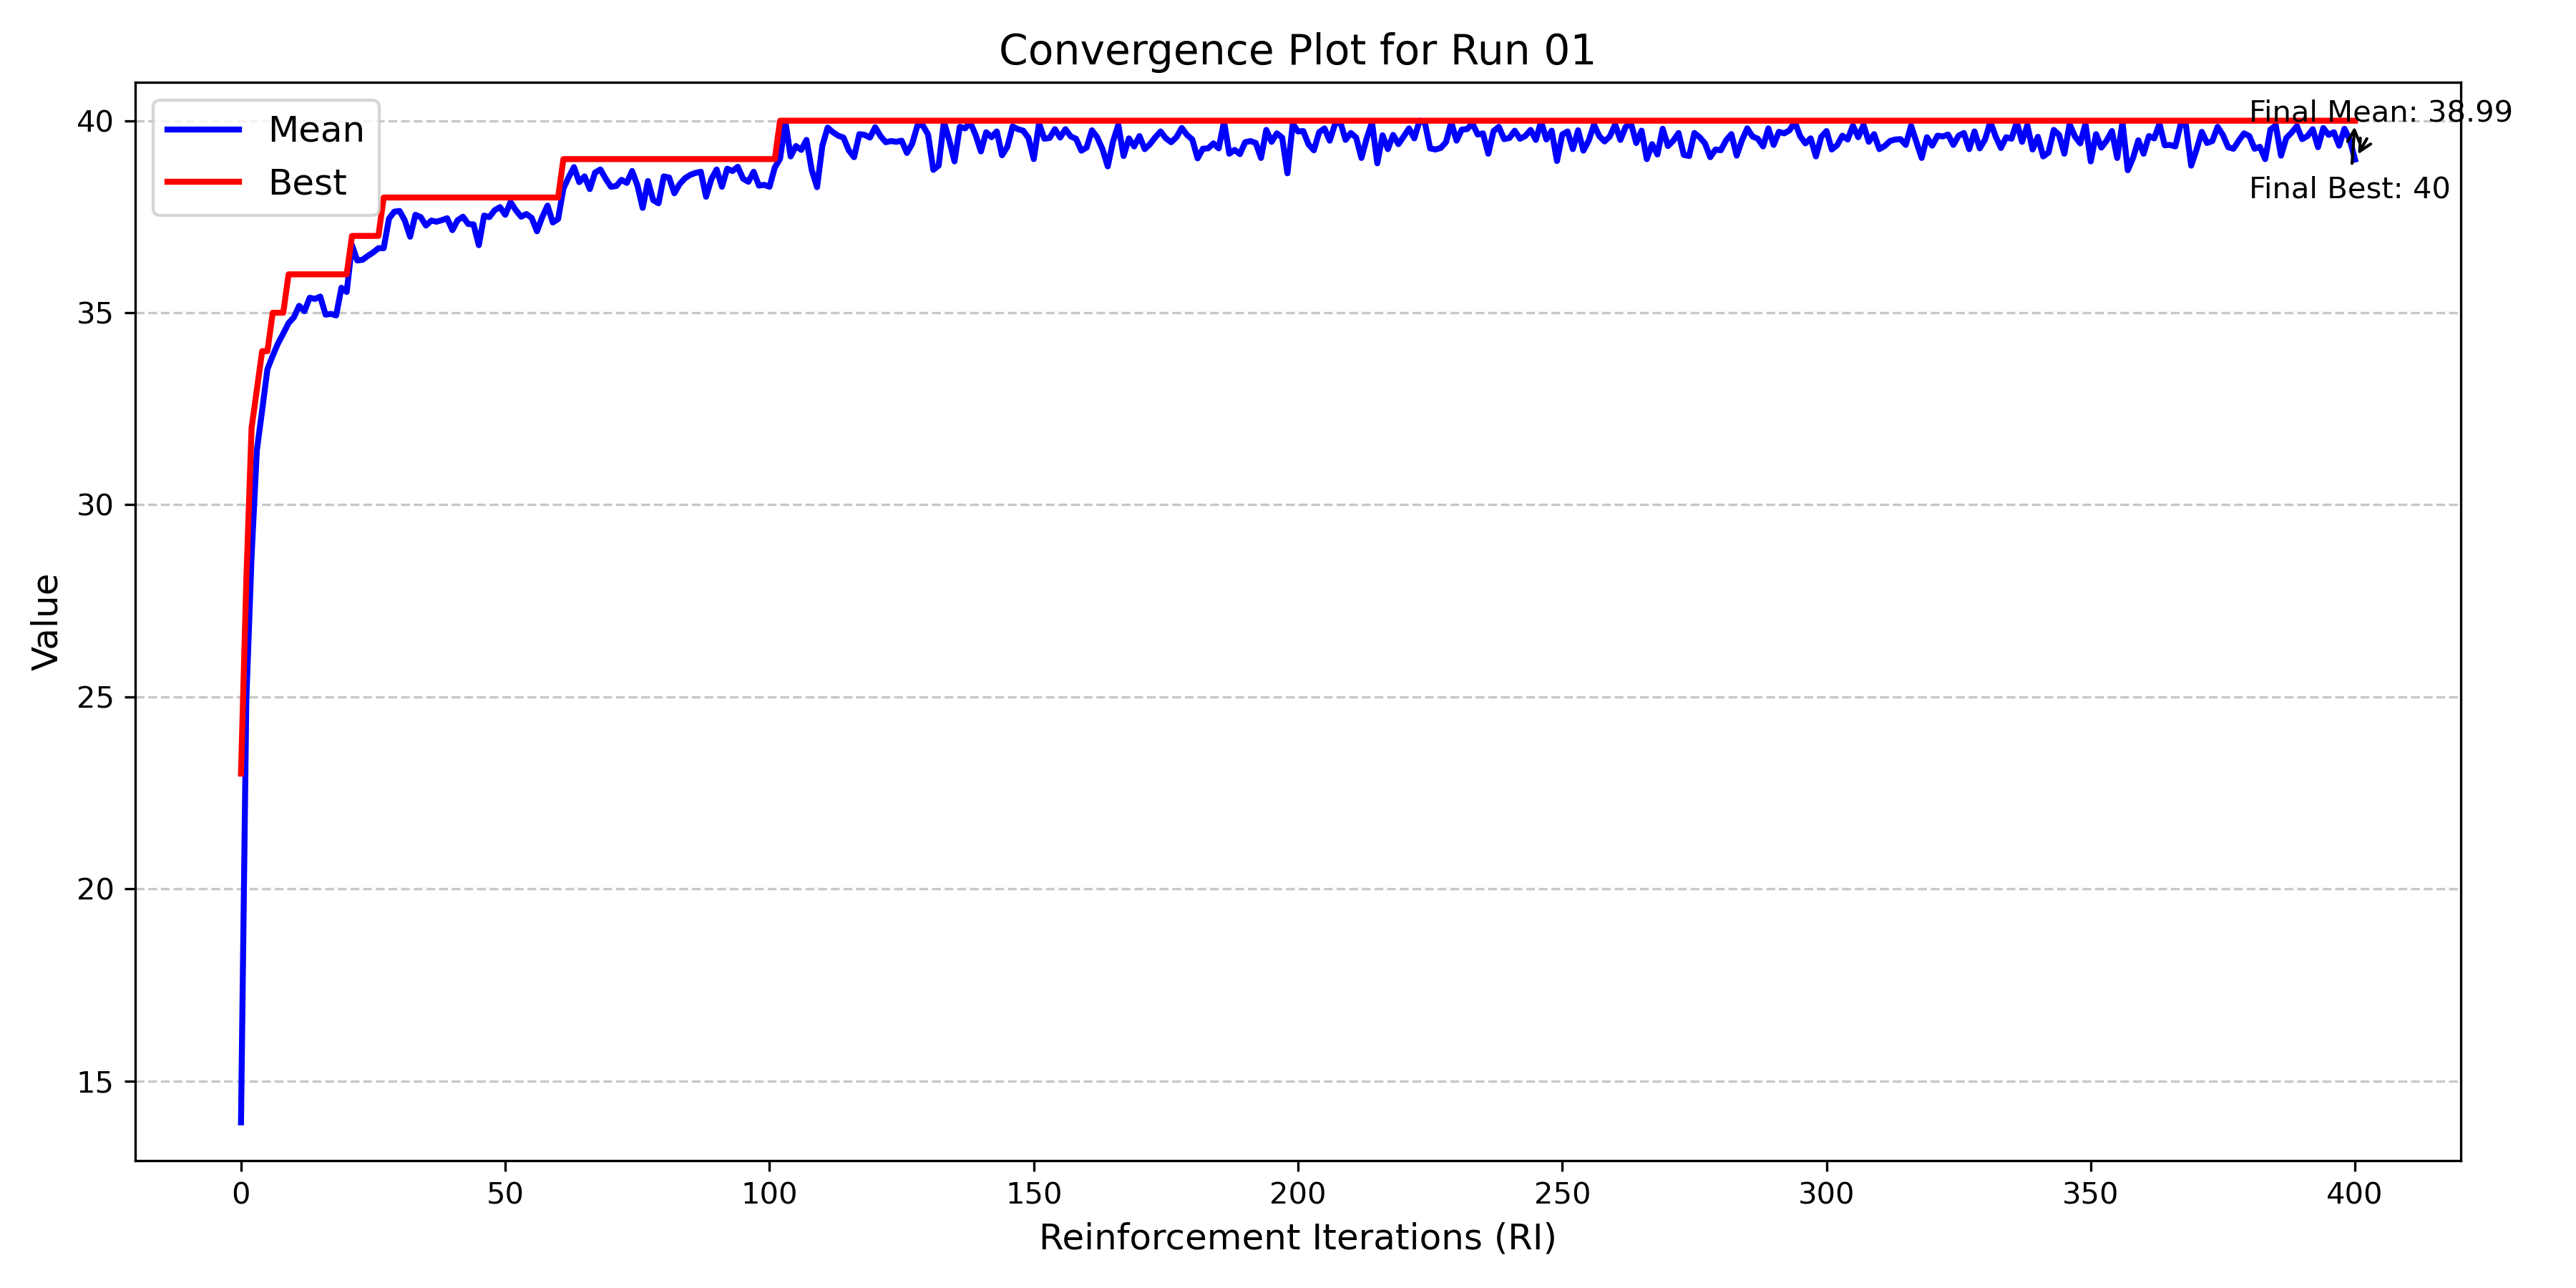 Convergence Plot for Run 01
Mean
Best
Final Mean: 38.99
Final Best: 40
Value
40
35
30
25
20
15
0
50
100
150
200
250
300
350
400
Reinforcement Iterations (RI)